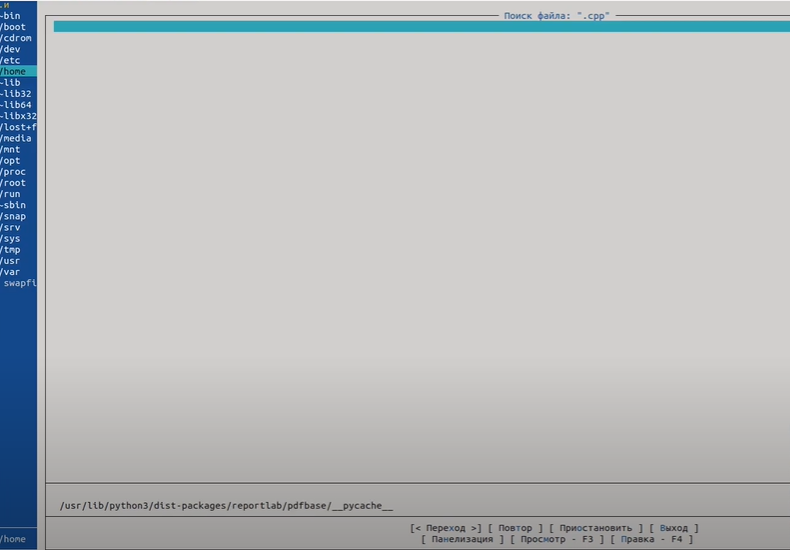 .и
~bin
/boot
/cdrom
/dev
/etc
/home
~lib
~lib32
~lib64
~libx32
/lost+f
/media
/mnt
/opt
/proc
/root
/run
~sbin
/snap
/srv
/sys
/tmp
/usr
/var
swapfi
/home
Поиск файла: ".cpp"
/usr/lib/python3/dist-packages/reportlab/pdfbase/__pycache__
[< Переход >] [ Повтор ] [ Приостановить ] [ Выход ]
[ Панелизация ] [ Просмотр - F3 ] [ Правка - F4 ]